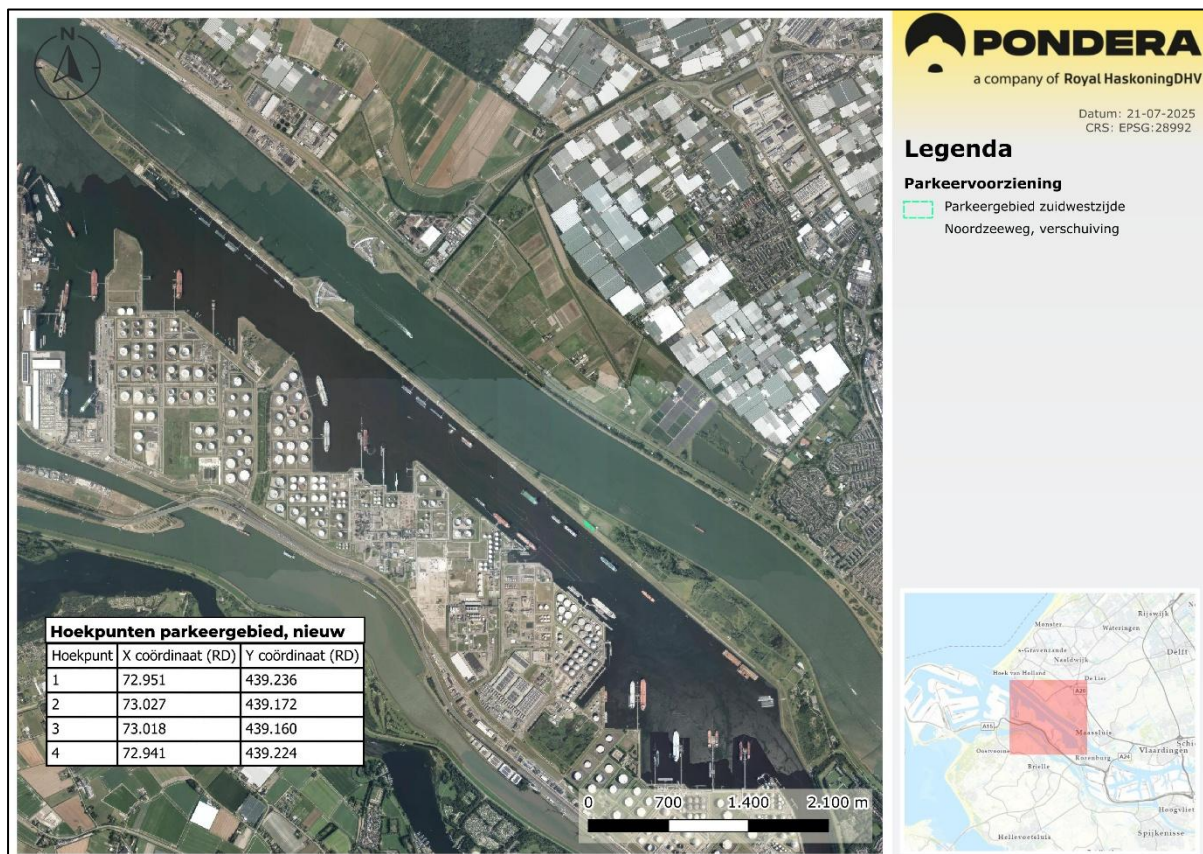 N
PONDERA
a company of Royal HaskoningDHV
Datum: 21-07-2025
CRS: EPSG:28992
Legenda
Parkeervoorziening
Parkeergebied zuidwestzijde
Noordzeeweg, verschuiving
Hoekpunten parkeergebied, nieuw
Hoekpunt X coördinaat (RD) Y coördinaat (RD)
1 72.951 439.236
2 73.027 439.172
3 73.018 439.160
4 72.941 439.224
0 700 1.400 2.100 m
Monster
Rijswijk
Wateringen
Delft
s-Gravenzande
Naaldwijk
Hoek van Holland
De Lier
A20
Maassluis
Oostvoorne
Rozenburg
Vlaardingen
Brielle
A24
Hoogvliet
Hellevoetsluis
Spijkenisse